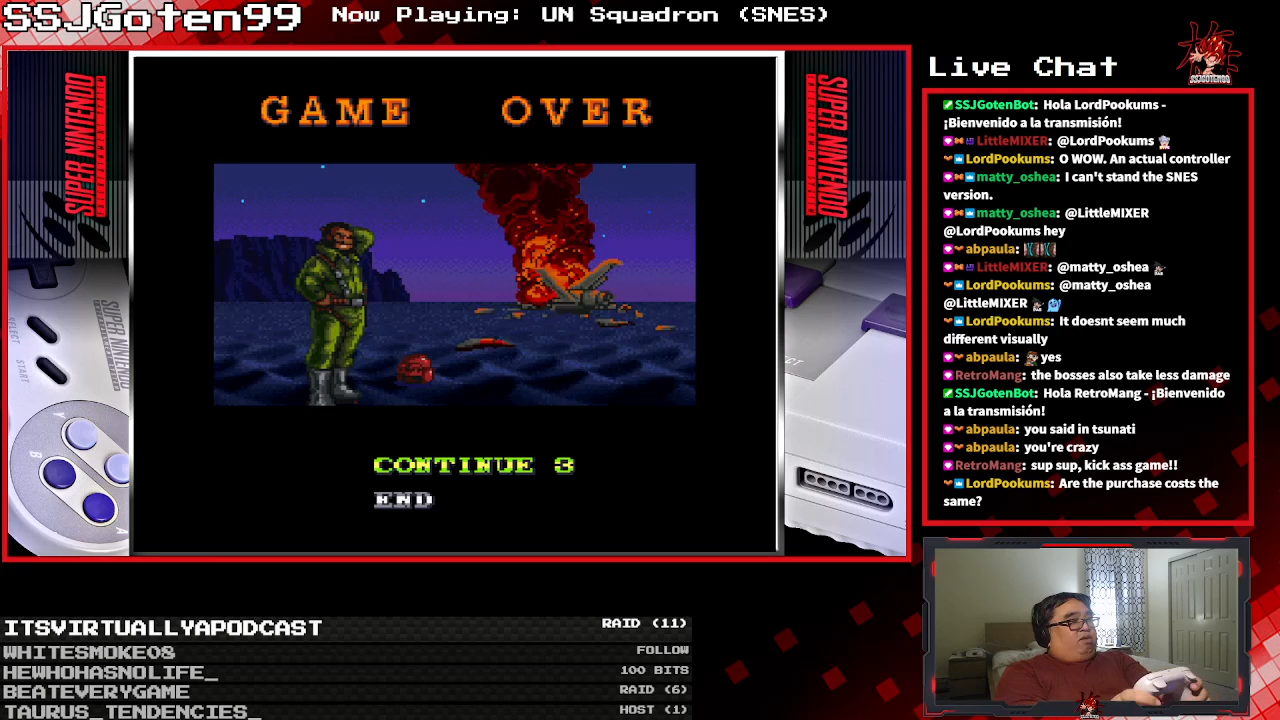 SSJGoten99
Now Playing: UN Squadron (SNES)
Live Chat
SSJGOTEN99
SUPER NINTENDO
SUPER NINTENDO
GAME OVER
CONTINUE 3
END
SUPER NINTENDO
SELECT
START
Y
B
A
SSJGotenBot: Hola LordPookums -
¡Bienvenido a la transmisión!
LittleMIXER: @LordPookums
LordPookums: O WOW. An actual controller
matty_oshea: I can't stand the SNES
version.
matty_oshea: @LittleMIXER
@LordPookums hey
abpaula:
LittleMIXER: @matty_oshea
LordPookums: @matty_oshea
@LittleMIXER
LordPookums: It doesnt seem much
different visually
abpaula: yes
RetroMang: the bosses also take less damage
SSJGotenBot: Hola RetroMang - ¡Bienvenido
a la transmisión!
abpaula: you said in tsunati
abpaula: you're crazy
RetroMang: sup sup, kick ass game!!
LordPookums: Are the purchase costs the
same?
ITSVIRTUALLYAPODCAST RAID (11)
WHITESMOKE08 FOLLOW
HEWHOHASNOLIFE_ 100 BITS
BEATEVERYGAME RAID (6)
TAURUS_TENDENCIES_ HOST (1)